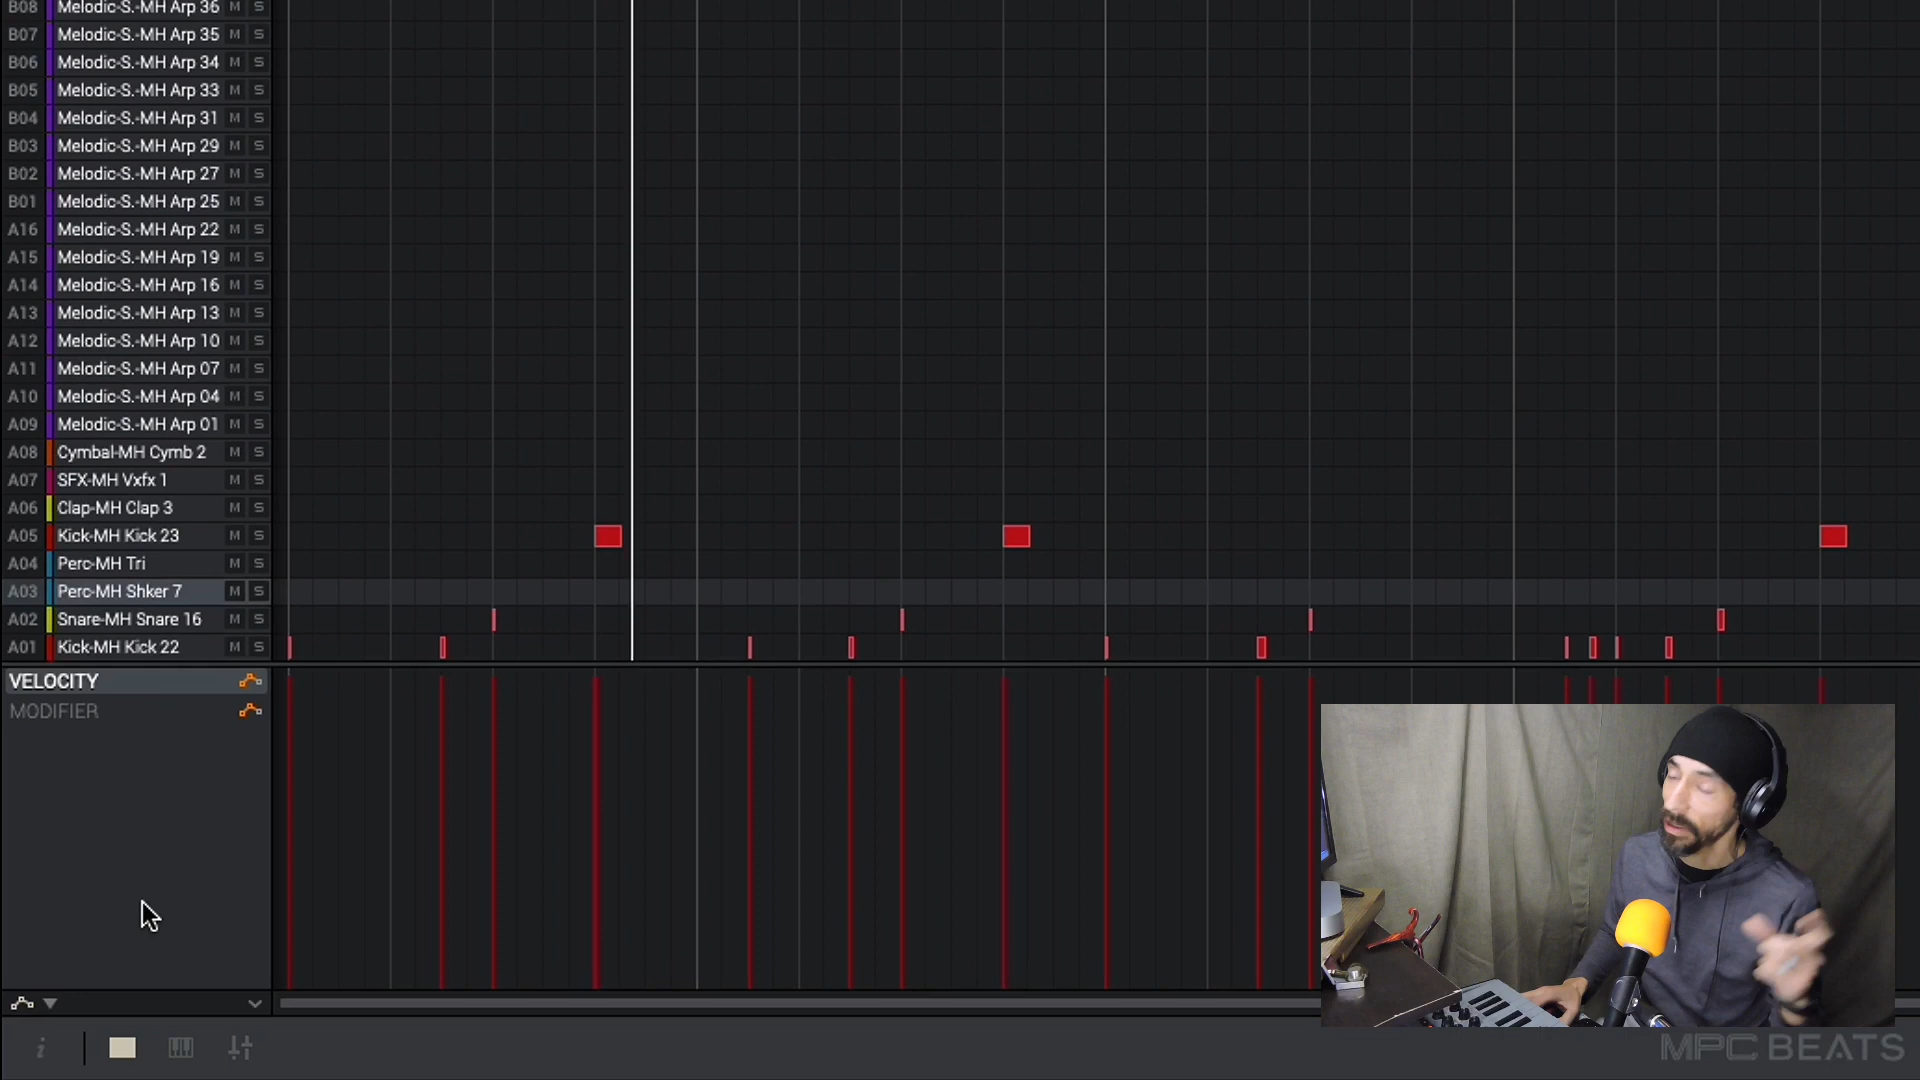 B08 Melodic-S.-MH Arp 36 M S
B07 Melodic-S.-MH Arp 35 M S
B06 Melodic-S.-MH Arp 34 M S
B05 Melodic-S.-MH Arp 33 M S
B04 Melodic-S.-MH Arp 31 M S
B03 Melodic-S.-MH Arp 29 M S
B02 Melodic-S.-MH Arp 27 M S
B01 Melodic-S.-MH Arp 25 M S
A16 Melodic-S.-MH Arp 22 M S
A15 Melodic-S.-MH Arp 19 M S
A14 Melodic-S.-MH Arp 16 M S
A13 Melodic-S.-MH Arp 13 M S
A12 Melodic-S.-MH Arp 10 M S
A11 Melodic-S.-MH Arp 07 M S
A10 Melodic-S.-MH Arp 04 M S
A09 Melodic-S.-MH Arp 01 M S
A08 Cymbal-MH Cymb 2 M S
A07 SFX-MH Vxfx 1 M S
A06 Clap-MH Clap 3 M S
A05 Kick-MH Kick 23 M S
A04 Perc-MH Tri M S
A03 Perc-MH Shker 7 M S
A02 Snare-MH Snare 16 M S
A01 Kick-MH Kick 22 M S
VELOCITY
MODIFIER
i
MPC BEATS